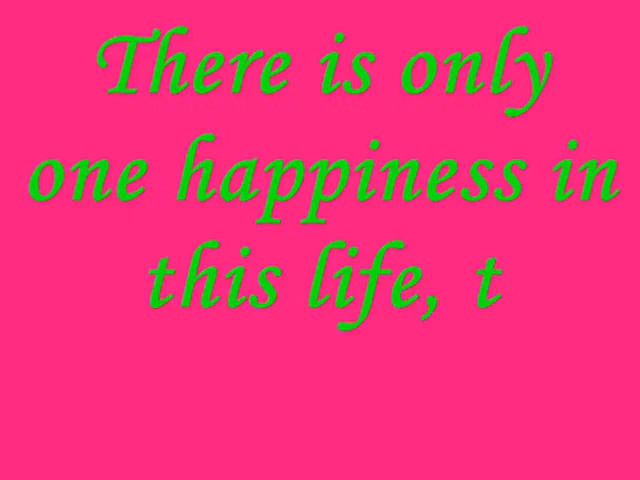 There is only
one happiness in
this life, t